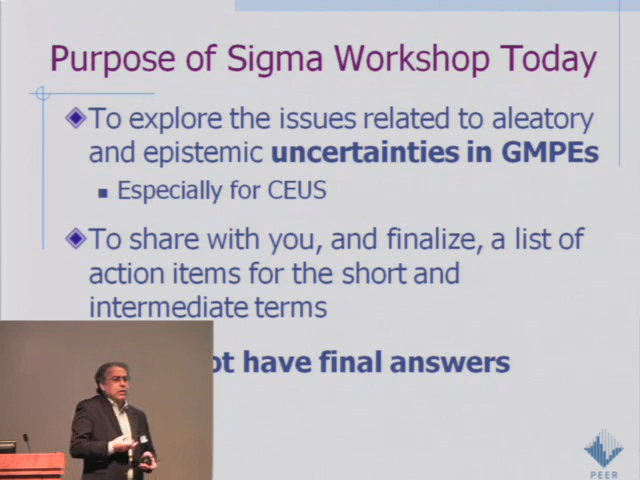 Purpose of Sigma Workshop Today
To explore the issues related to aleatory
and epistemic uncertainties in GMPEs
Especially for CEUS
To share with you, and finalize, a list of
action items for the short and
intermediate terms
have final answers
PEER